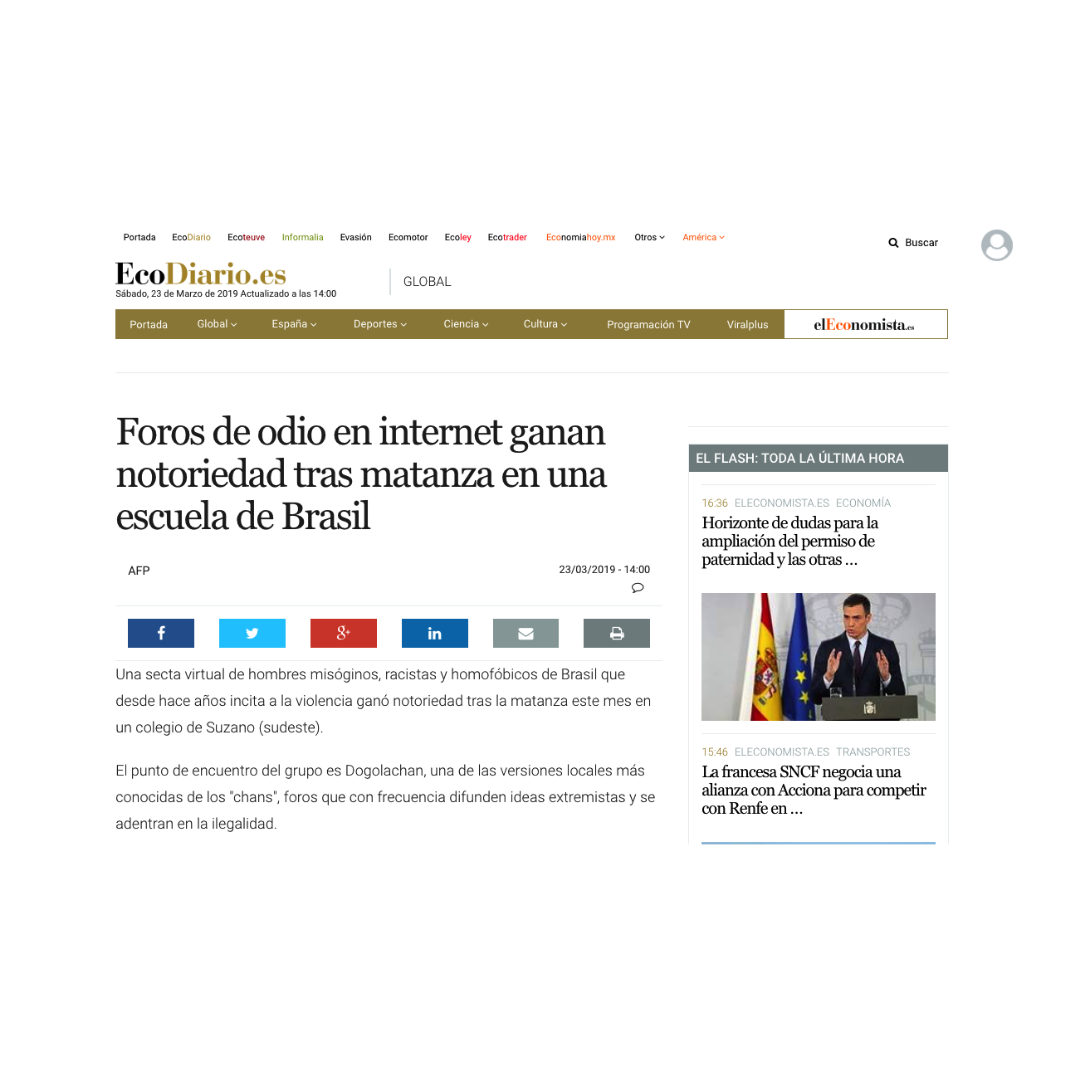 Portada EcoDiario Ecoteuve Informalia Evasión Ecomotor Ecoley Ecotrader Economiahoy.mx Otros América
Buscar
EcoDiario.es
Sábado, 23 de Marzo de 2019 Actualizado a las 14:00
GLOBAL
Portada Global España Deportes Ciencia Cultura Programación TV Viralplus elEconomista.es
Foros de odio en internet ganan
notoriedad tras matanza en una
escuela de Brasil
AFP
23/03/2019 - 14:00
Una secta virtual de hombres misóginos, racistas y homofóbicos de Brasil que
desde hace años incita a la violencia ganó notoriedad tras la matanza este mes en
un colegio de Suzano (sudeste).
El punto de encuentro del grupo es Dogolachan, una de las versiones locales más
conocidas de los "chans", foros que con frecuencia difunden ideas extremistas y se
adentran en la ilegalidad.
EL FLASH: TODA LA ÚLTIMA HORA
16:36 ELECONOMISTA.ES ECONOMÍA
Horizonte de dudas para la
ampliación del permiso de
paternidad y las otras ...
15:46 ELECONOMISTA.ES TRANSPORTES
La francesa SNCF negocia una
alianza con Acciona para competir
con Renfe en ...